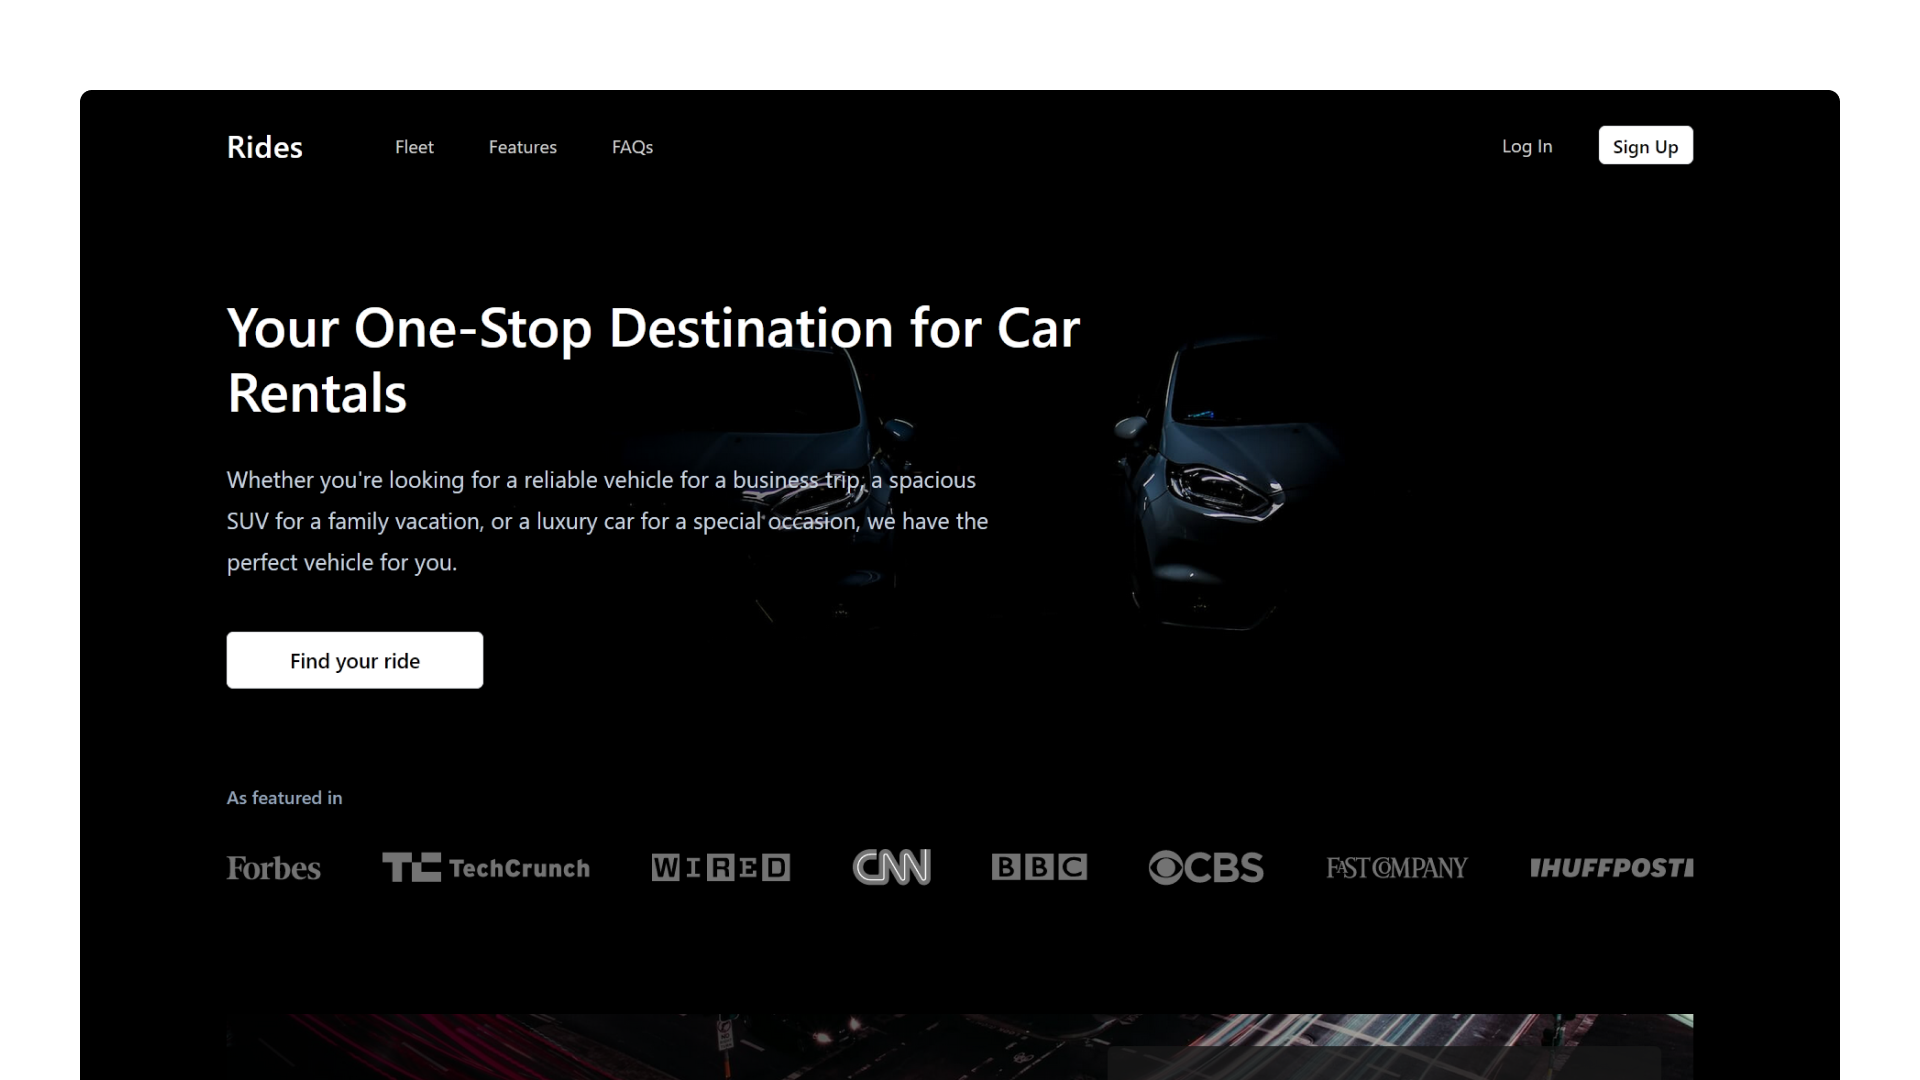 Rides
Fleet
Features
FAQs
Log In
Sign Up
Your One-Stop Destination for Car
Rentals
Whether you're looking for a reliable vehicle for a business trip, a spacious
SUV for a family vacation, or a luxury car for a special occasion, we have the
perfect vehicle for you.
Find your ride
As featured in
Forbes
TechCrunch
WIRED
CNN
BBC
CBS
FAST COMPANY
HUFFPOST